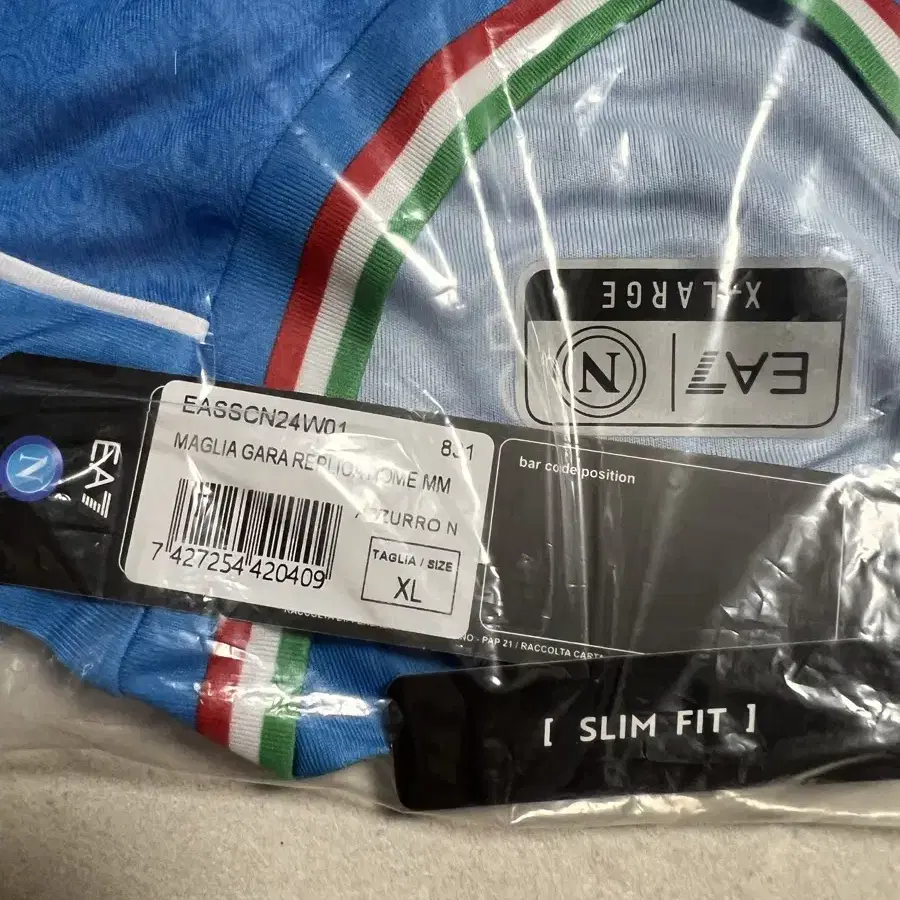 X-LARGE
EA7
N
EASSCN24W01
831
MAGLIA GARA REPLICA HOME MM
AZZURRO N
7 427254 420409
TAGLIA / SIZE
XL
N
EA7
bar code position
PAP 21 / RACCOLTA CARTA
[ SLIM FIT ]